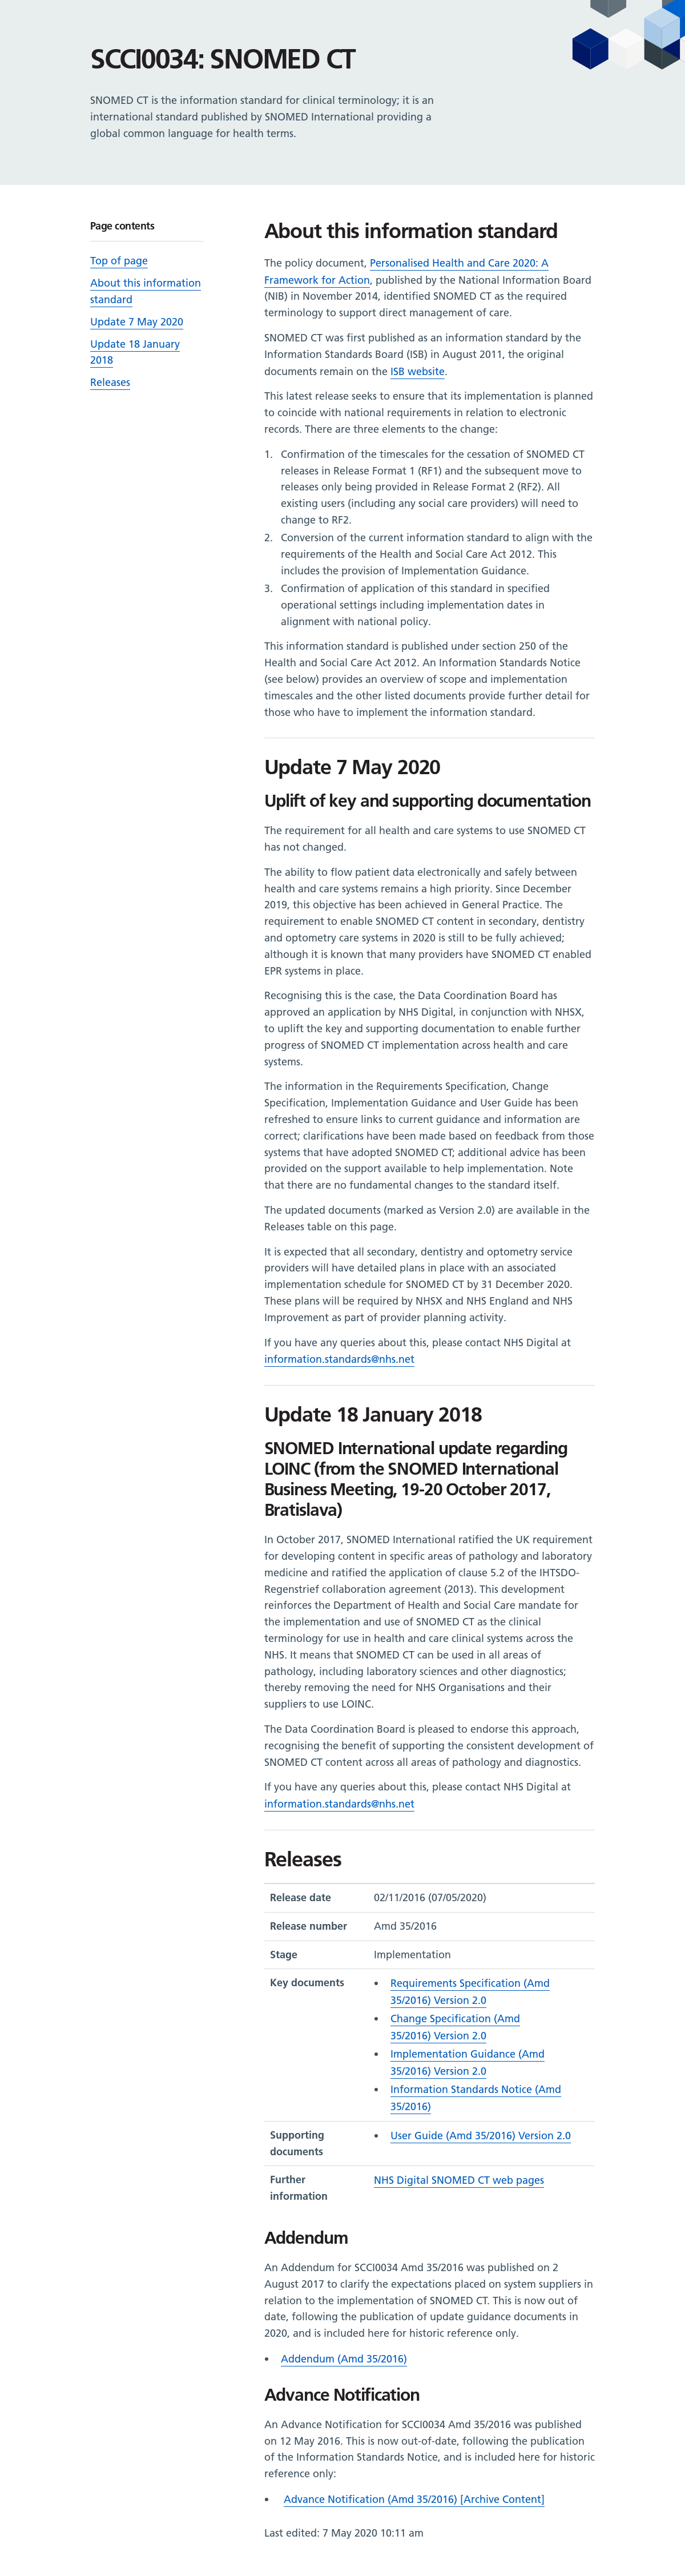 SCCI0034: SNOMED CT
SNOMED CT is the information standard for clinical terminology; it is an
international standard published by SNOMED International providing a
global common language for health terms.
Page contents
Top of page
About this information
standard
Update 7 May 2020
Update 18 January
2018
Releases
About this information standard
The policy document, Personalised Health and Care 2020: A
Framework for Action, published by the National Information Board
(NIB) in November 2014, identified SNOMED CT as the required
terminology to support direct management of care.
SNOMED CT was first published as an information standard by the
Information Standards Board (ISB) in August 2011, the original
documents remain on the ISB website.
This latest release seeks to ensure that its implementation is planned
to coincide with national requirements in relation to electronic
records. There are three elements to the change:
1. Confirmation of the timescales for the cessation of SNOMED CT
releases in Release Format 1 (RF1) and the subsequent move to
releases only being provided in Release Format 2 (RF2). All
existing users (including any social care providers) will need to
change to RF2.
2. Conversion of the current information standard to align with the
requirements of the Health and Social Care Act 2012. This
includes the provision of Implementation Guidance.
3. Confirmation of application of this standard in specified
operational settings including implementation dates in
alignment with national policy.
This information standard is published under section 250 of the
Health and Social Care Act 2012. An Information Standards Notice
(see below) provides an overview of scope and implementation
timescales and the other listed documents provide further detail for
those who have to implement the information standard.
Update 7 May 2020
Uplift of key and supporting documentation
The requirement for all health and care systems to use SNOMED CT
has not changed.
The ability to flow patient data electronically and safely between
health and care systems remains a high priority. Since December
2019, this objective has been achieved in General Practice. The
requirement to enable SNOMED CT content in secondary, dentistry
and optometry care systems in 2020 is still to be fully achieved;
although it is known that many providers have SNOMED CT enabled
EPR systems in place.
Recognising this is the case, the Data Coordination Board has
approved an application by NHS Digital, in conjunction with NHSX,
to uplift the key and supporting documentation to enable further
progress of SNOMED CT implementation across health and care
systems.
The information in the Requirements Specification, Change
Specification, Implementation Guidance and User Guide has been
refreshed to ensure links to current guidance and information are
correct; clarifications have been made based on feedback from those
systems that have adopted SNOMED CT; additional advice has been
provided on the support available to help implementation. Note
that there are no fundamental changes to the standard itself.
The updated documents (marked as Version 2.0) are available in the
Releases table on this page.
It is expected that all secondary, dentistry and optometry service
providers will have detailed plans in place with an associated
implementation schedule for SNOMED CT by 31 December 2020.
These plans will be required by NHSX and NHS England and NHS
Improvement as part of provider planning activity.
If you have any queries about this, please contact NHS Digital at
information.standards@nhs.net
Update 18 January 2018
SNOMED International update regarding
LOINC (from the SNOMED International
Business Meeting, 19-20 October 2017,
Bratislava)
In October 2017, SNOMED International ratified the UK requirement
for developing content in specific areas of pathology and laboratory
medicine and ratified the application of clause 5.2 of the IHTSDO-
Regenstrief collaboration agreement (2013). This development
reinforces the Department of Health and Social Care mandate for
the implementation and use of SNOMED CT as the clinical
terminology for use in health and care clinical systems across the
NHS. It means that SNOMED CT can be used in all areas of
pathology, including laboratory sciences and other diagnostics;
thereby removing the need for NHS Organisations and their
suppliers to use LOINC.
The Data Coordination Board is pleased to endorse this approach,
recognising the benefit of supporting the consistent development of
SNOMED CT content across all areas of pathology and diagnostics.
If you have any queries about this, please contact NHS Digital at
information.standards@nhs.net
Releases
Release date 02/11/2016 (07/05/2020)
Release number Amd 35/2016
Stage Implementation
Key documents • Requirements Specification (Amd
35/2016) Version 2.0
• Change Specification (Amd
35/2016) Version 2.0
• Implementation Guidance (Amd
35/2016) Version 2.0
• Information Standards Notice (Amd
35/2016)
Supporting • User Guide (Amd 35/2016) Version 2.0
documents
Further NHS Digital SNOMED CT web pages
information
Addendum
An Addendum for SCCI0034 Amd 35/2016 was published on 2
August 2017 to clarify the expectations placed on system suppliers in
relation to the implementation of SNOMED CT. This is now out of
date, following the publication of update guidance documents in
2020, and is included here for historic reference only.
• Addendum (Amd 35/2016)
Advance Notification
An Advance Notification for SCCI0034 Amd 35/2016 was published
on 12 May 2016. This is now out-of-date, following the publication
of the Information Standards Notice, and is included here for historic
reference only:
• Advance Notification (Amd 35/2016) [Archive Content]
Last edited: 7 May 2020 10:11 am